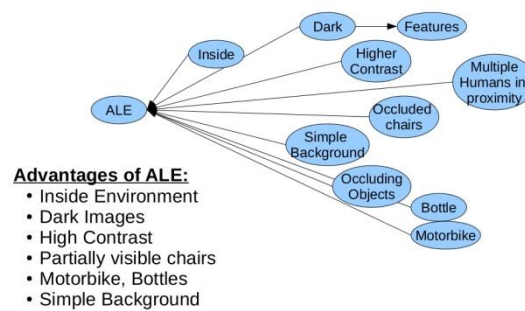 Dark
Features
Inside
Higher
Contrast
Multiple
Humans in
proximity
ALE
Occluded
chairs
Simple
Background
Occluding
Objects
Bottle
Motorbike
Advantages of ALE:
• Inside Environment
• Dark Images
• High Contrast
• Partially visible chairs
• Motorbike, Bottles
• Simple Background